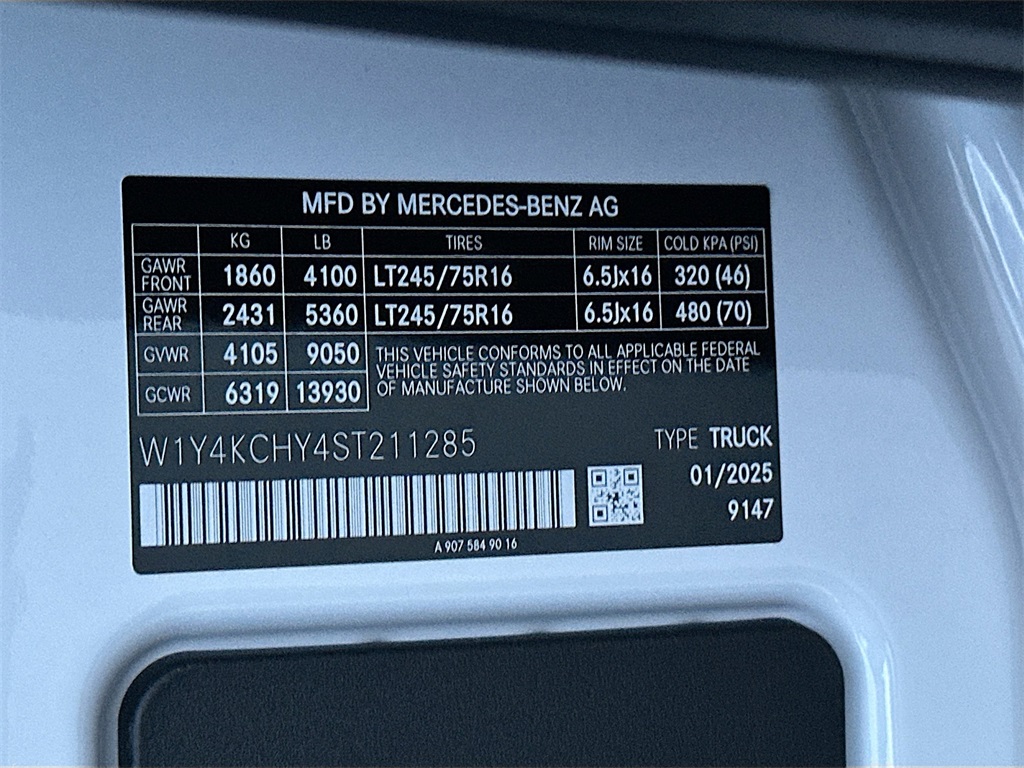 MFD BY MERCEDES-BENZ AG
KG LB TIRES RIM SIZE COLD KPA (PSI)
GAWR FRONT 1860 4100 LT245/75R16 6.5Jx16 320 (46)
GAWR REAR 2431 5360 LT245/75R16 6.5Jx16 480 (70)
GVWR 4105 9050
GCWR 6319 13930
THIS VEHICLE CONFORMS TO ALL APPLICABLE FEDERAL
VEHICLE SAFETY STANDARDS IN EFFECT ON THE DATE
OF MANUFACTURE SHOWN BELOW.
W1Y4KCHY4ST211285
TYPE TRUCK
01/2025
9147
A 907 584 90 16